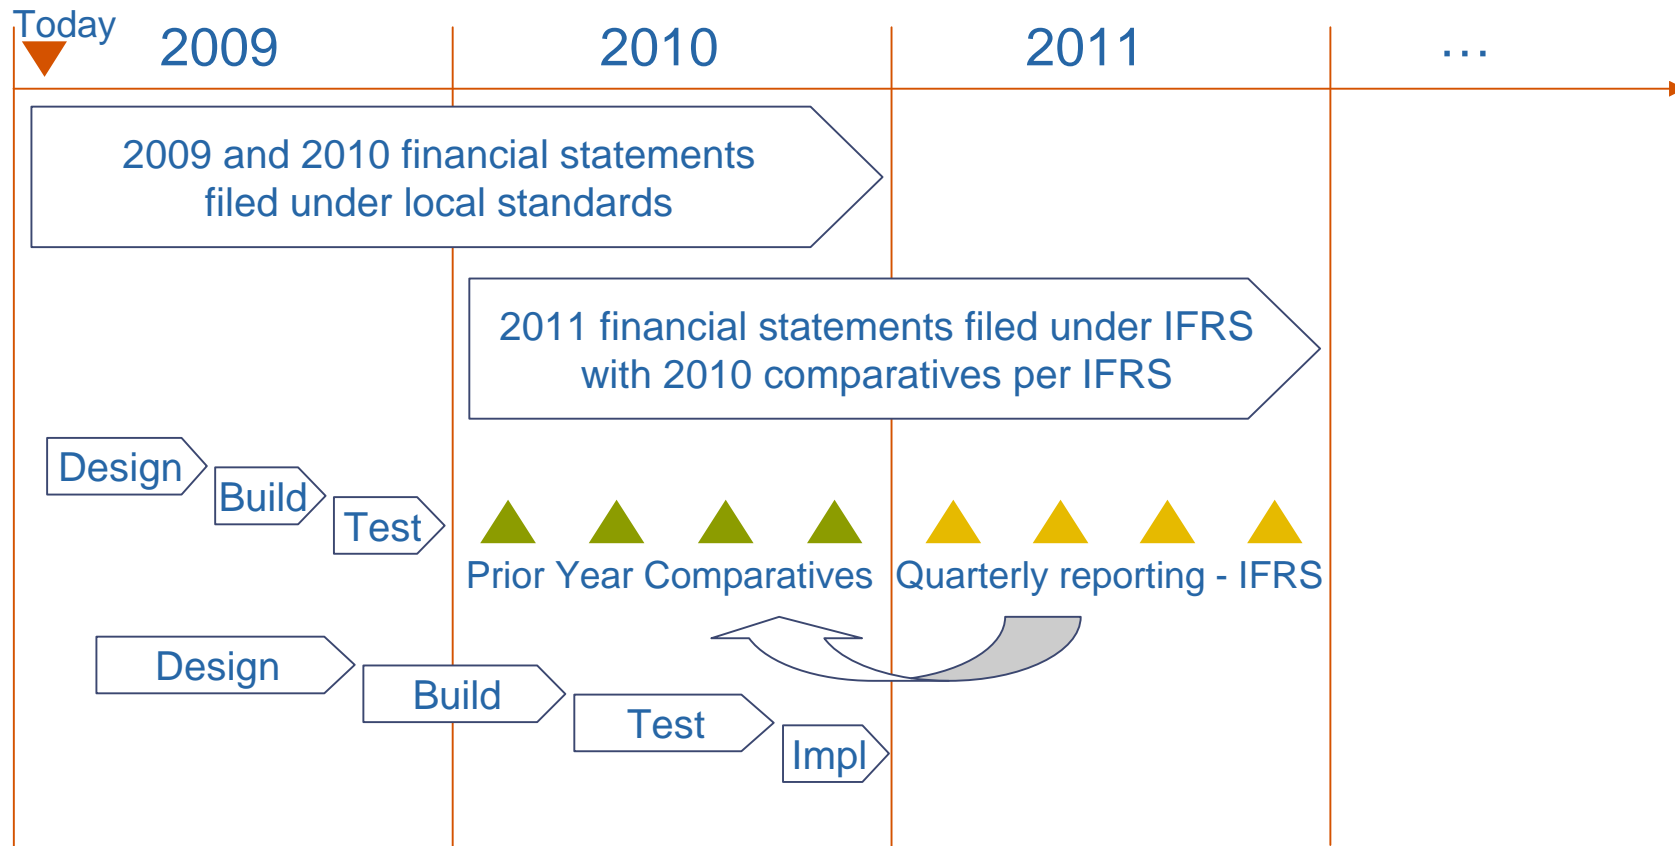 Today
2009
2010
2011
...
2009 and 2010 financial statements
filed under local standards
2011 financial statements filed under IFRS
with 2010 comparatives per IFRS
Design
Build
Test
Prior Year Comparatives
Quarterly reporting - IFRS
Design
Build
Test
Impl